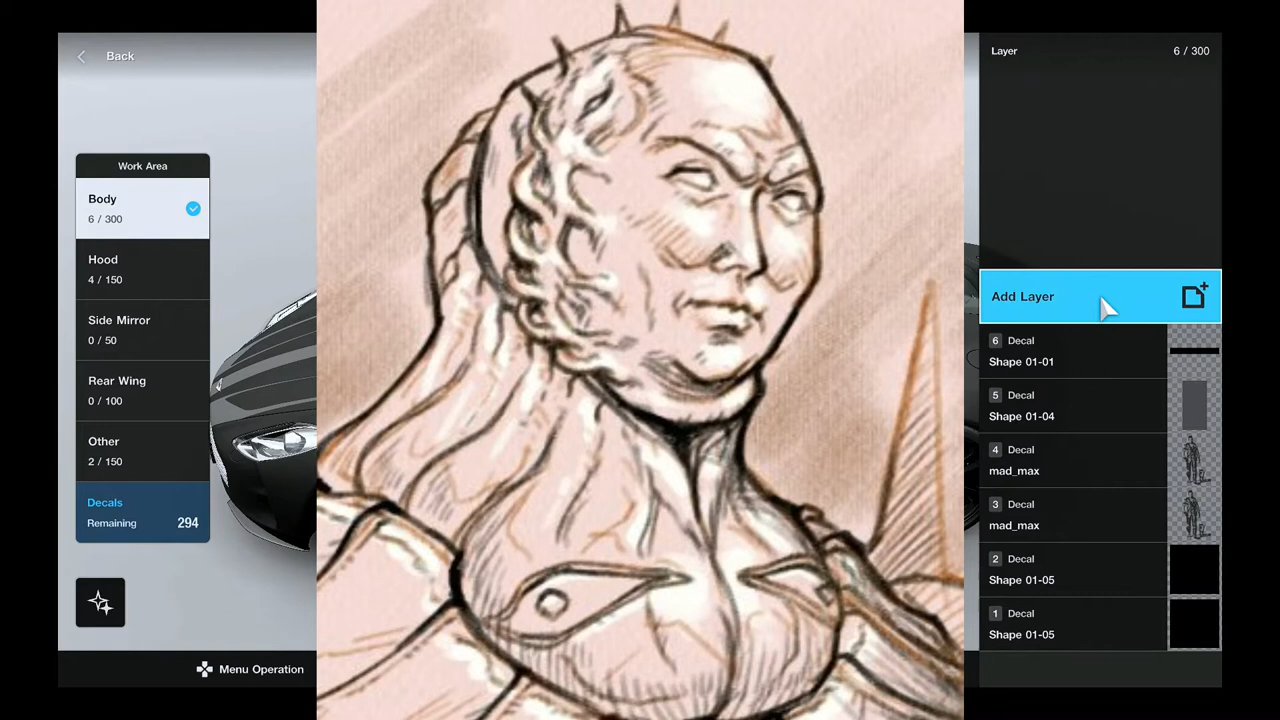 Back
Work Area
Body
6 / 300
Hood
4 / 150
Side Mirror
0 / 50
Rear Wing
0 / 100
Other
2 / 150
Decals
Remaining 294
Menu Operation
Layer 6 / 300
Add Layer
6 Decal
Shape 01-01
5 Decal
Shape 01-04
4 Decal
mad_max
3 Decal
mad_max
2 Decal
Shape 01-05
1 Decal
Shape 01-05